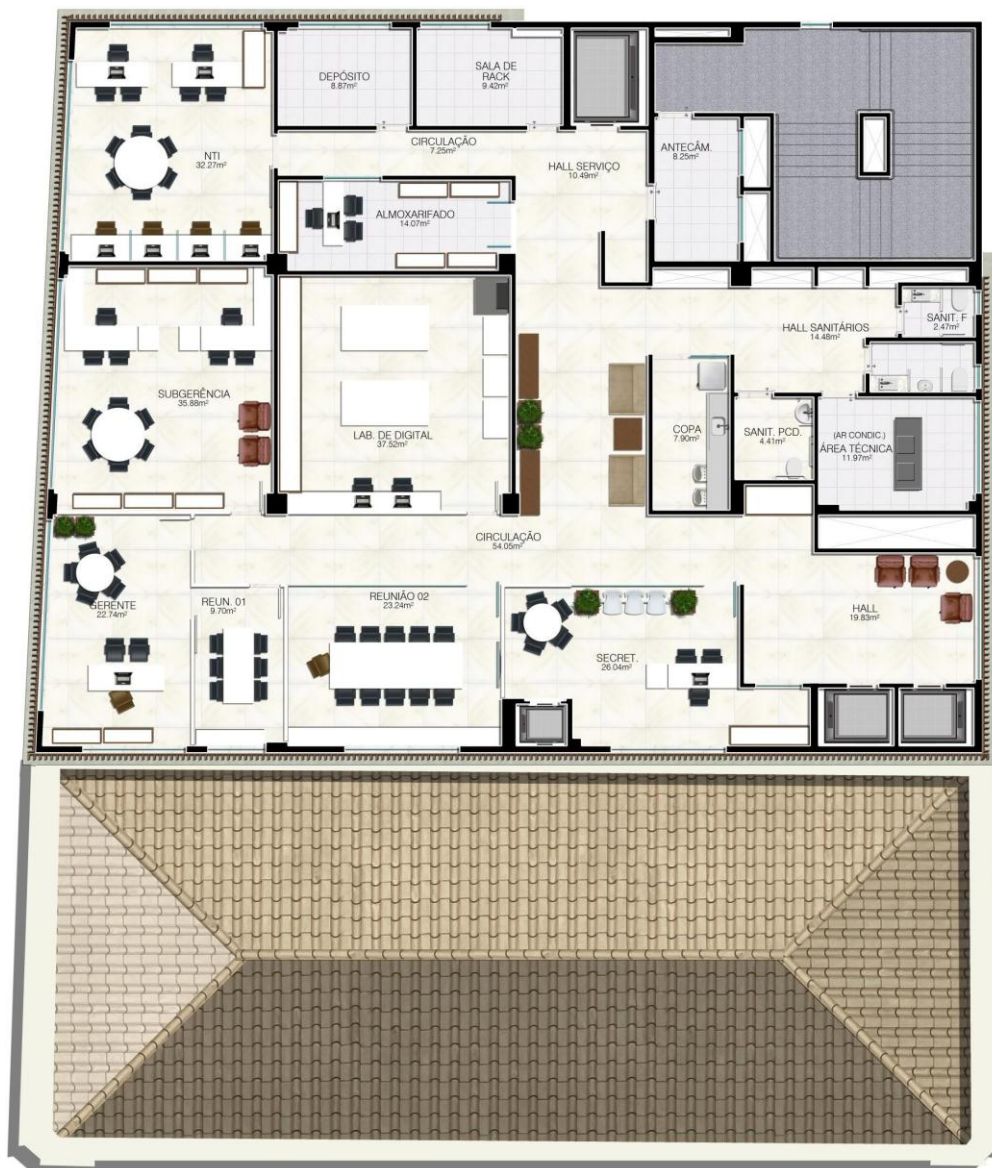 DEPÓSITO
8.87m²
SALA DE
RACK
9.42m²
CIRCULAÇÃO
7.25m²
HALL SERVIÇO
10.49m²
ANTECÂM.
8.25m²
NTI
32.27m²
ALMOXARIFADO
14.07m²
SANIT. F
2.47m²
HALL SANITÁRIOS
14.48m²
SUBGERÊNCIA
35.88m²
LAB. DE DIGITAL
37.52m²
COPA
7.90m²
SANIT. PCD.
4.41m²
(AR CONDIC.)
ÁREA TÉCNICA
11.97m²
CIRCULAÇÃO
54.05m²
GERENTE
22.74m²
REUN. 01
9.70m²
REUNIÃO 02
23.24m²
HALL
19.83m²
SECRET.
26.04m²